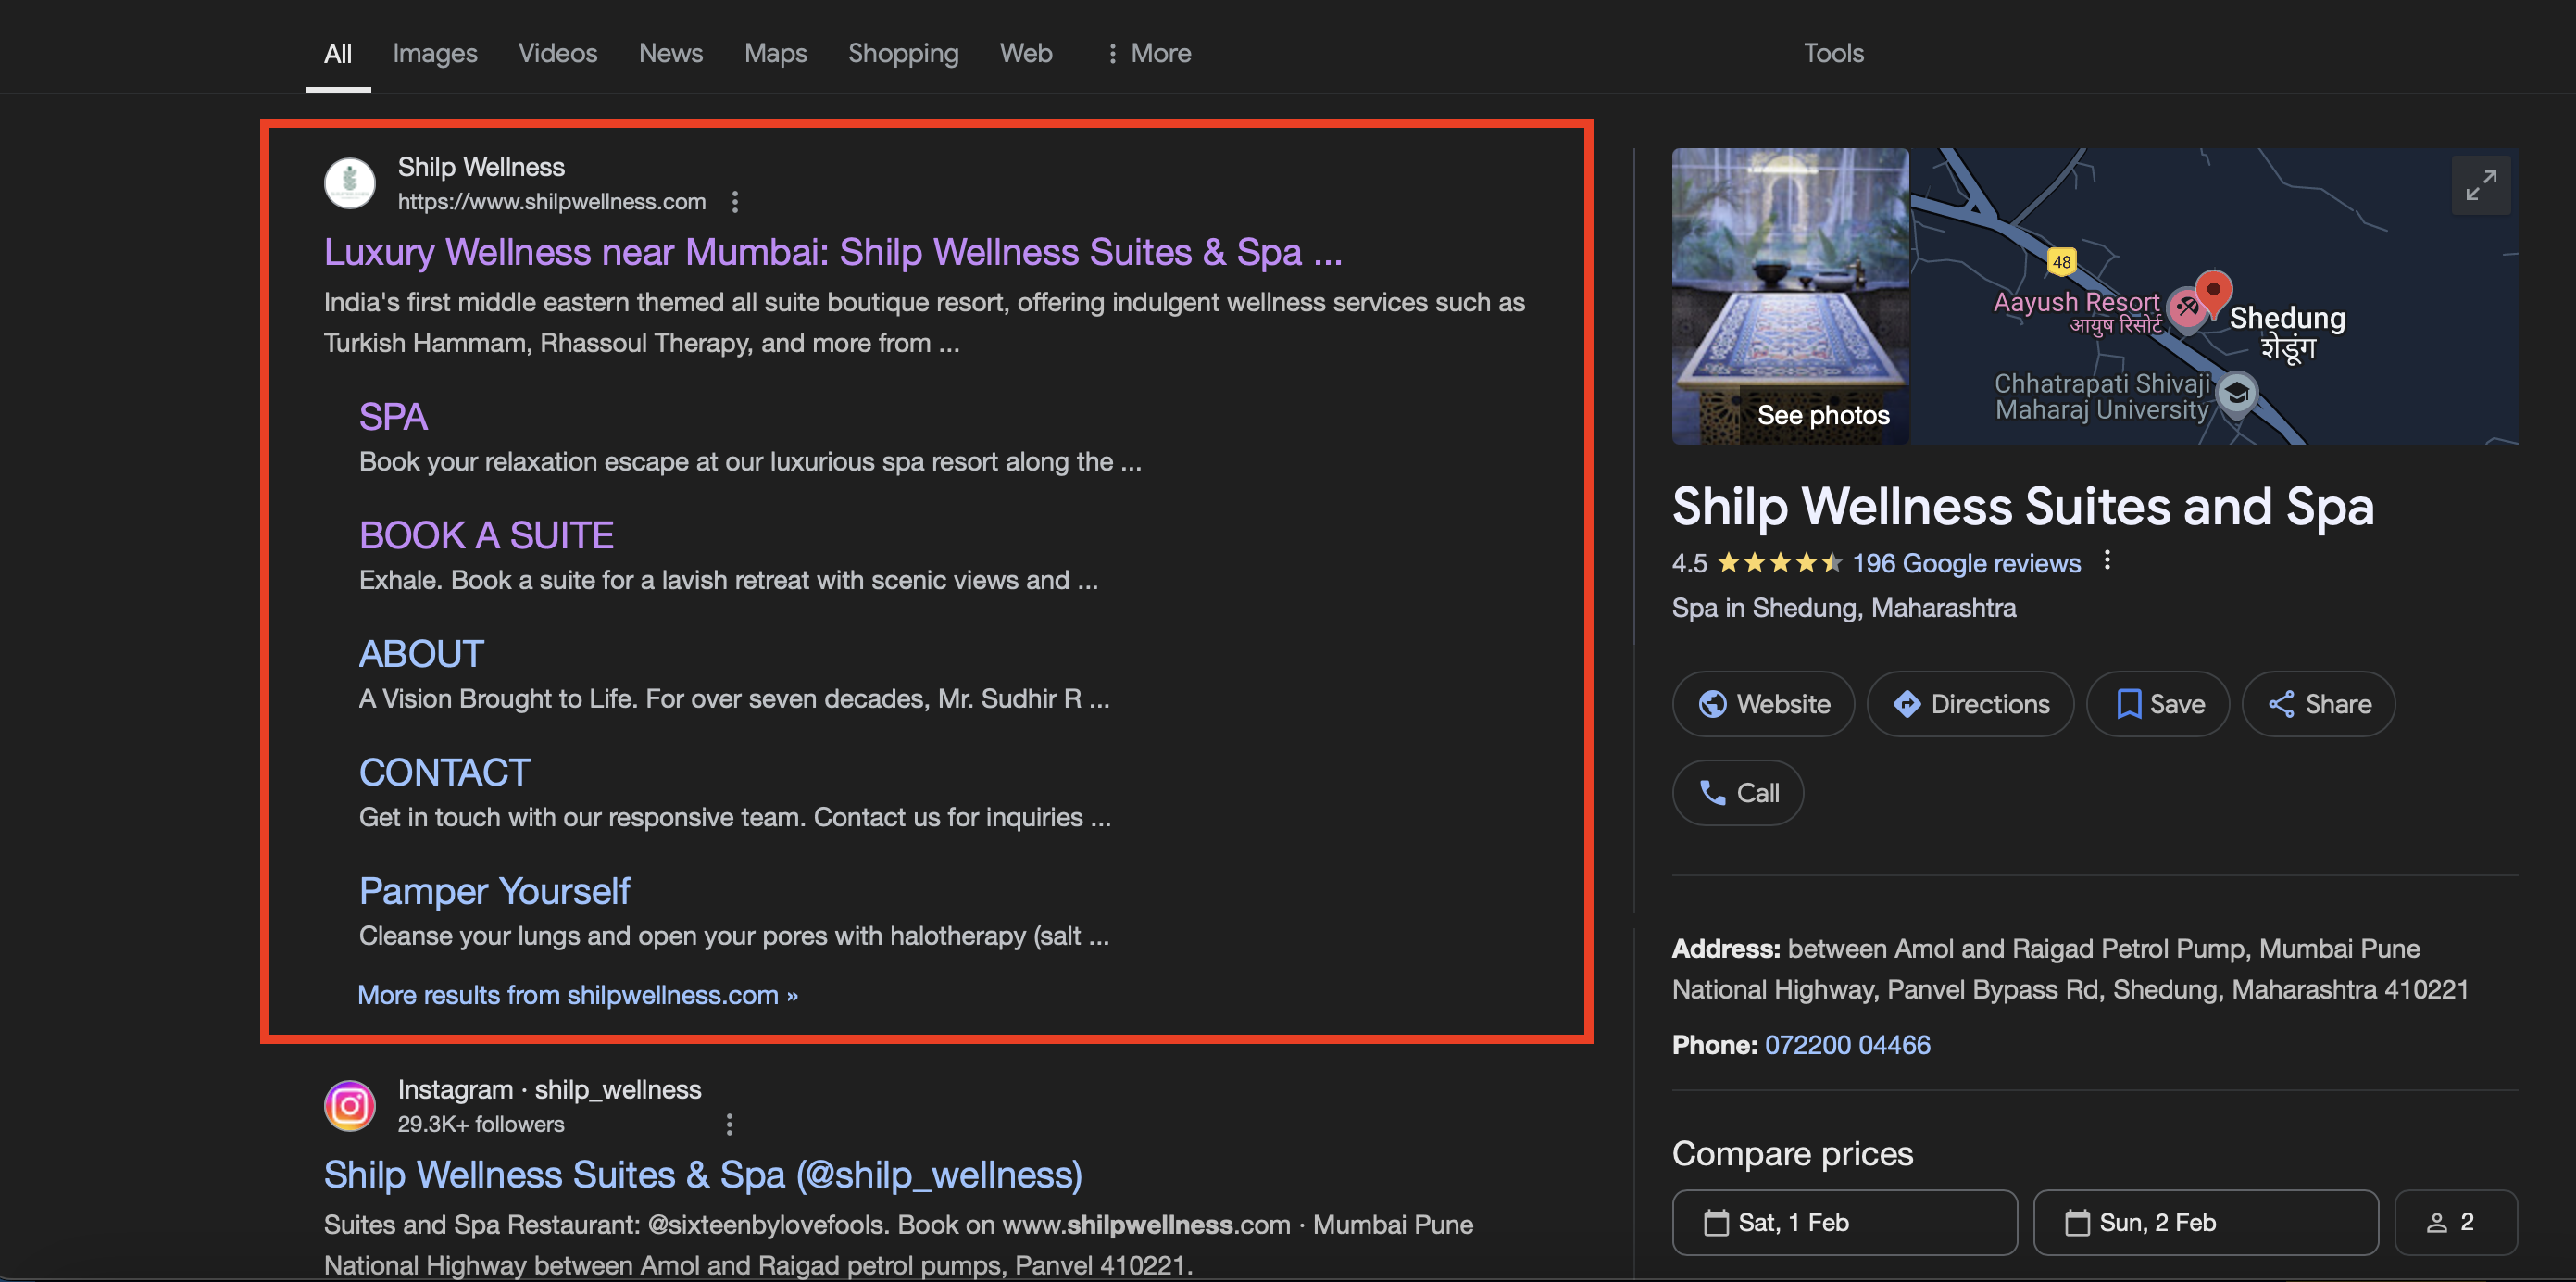 All Images Videos News Maps Shopping Web More Tools
Shilp Wellness
https://www.shilpwellness.com
Luxury Wellness near Mumbai: Shilp Wellness Suites & Spa ...
India's first middle eastern themed all suite boutique resort, offering indulgent wellness services such as
Turkish Hammam, Rhassoul Therapy, and more from ...
SPA
Book your relaxation escape at our luxurious spa resort along the ...
BOOK A SUITE
Exhale. Book a suite for a lavish retreat with scenic views and ...
ABOUT
A Vision Brought to Life. For over seven decades, Mr. Sudhir R ...
CONTACT
Get in touch with our responsive team. Contact us for inquiries ...
Pamper Yourself
Cleanse your lungs and open your pores with halotherapy (salt ...
More results from shilpwellness.com »
Instagram · shilp_wellness
29.3K+ followers
Shilp Wellness Suites & Spa (@shilp_wellness)
Suites and Spa Restaurant: @sixteenbylovefools. Book on www.shilpwellness.com · Mumbai Pune
National Highway between Amol and Raigad petrol pumps, Panvel 410221.
See photos
48
Aayush Resort
आयुष रिसोर्ट
Shedung
शेडूंग
Chhatrapati Shivaji
Maharaj University
Shilp Wellness Suites and Spa
4.5 196 Google reviews
Spa in Shedung, Maharashtra
Website Directions Save Share
Call
Address: between Amol and Raigad Petrol Pump, Mumbai Pune
National Highway, Panvel Bypass Rd, Shedung, Maharashtra 410221
Phone: 072200 04466
Compare prices
Sat, 1 Feb Sun, 2 Feb 2